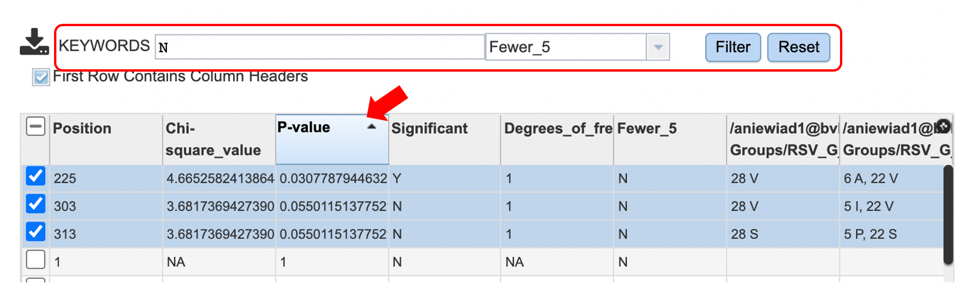 KEYWORDS N Fewer_5 Filter Reset
First Row Contains Column Headers
Position Chi-square_value P-value Significant Degrees_of_fre Fewer_5 /aniewiad1@bv Groups/RSV_G_ /aniewiad1@b Groups/RSV_G_
225 4.6652582413864 0.0307787944632 Y 1 N 28 V 6 A, 22 V
303 3.6817369427390 0.0550115137752 N 1 N 28 V 5 I, 22 V
313 3.6817369427390 0.0550115137752 N 1 N 28 S 5 P, 22 S
1 NA 1 N NA N